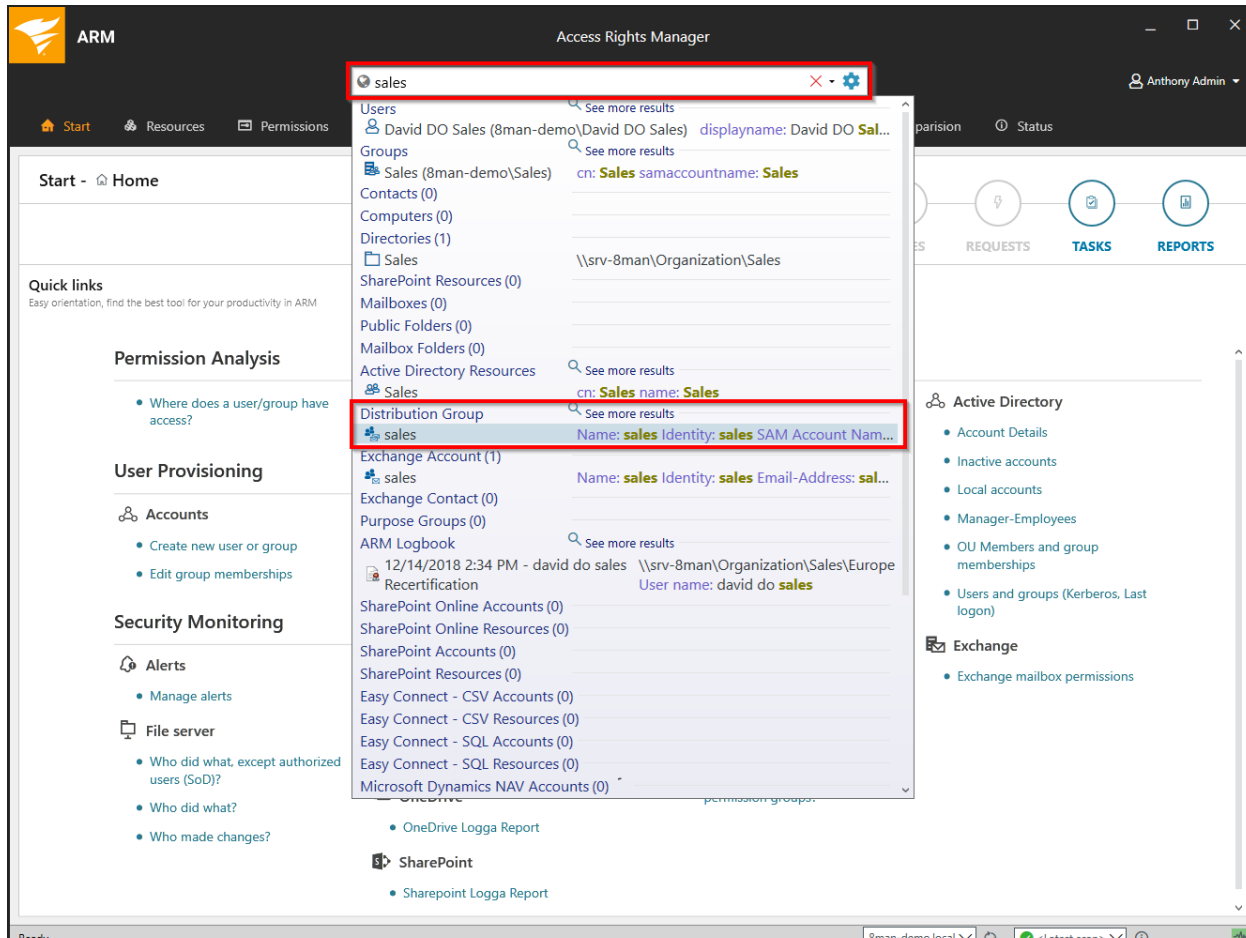 ARM
Access Rights Manager
sales
Anthony Admin
Start
Resources
Permissions
Status
Start - Home
REQUESTS
TASKS
REPORTS
Quick links
Easy orientation, find the best tool for your productivity in ARM
Users See more results
David DO Sales (8man-demo\David DO Sales) displayname: David DO Sal...
Groups See more results
Sales (8man-demo\Sales) cn: Sales samaccountname: Sales
Contacts (0)
Computers (0)
Directories (1)
Sales \\srv-8man\Organization\Sales
SharePoint Resources (0)
Mailboxes (0)
Public Folders (0)
Mailbox Folders (0)
Active Directory Resources See more results
Sales cn: Sales name: Sales
Distribution Group See more results
sales Name: sales Identity: sales SAM Account Nam...
Exchange Account (1)
sales Name: sales Identity: sales Email-Address: sal...
Exchange Contact (0)
Purpose Groups (0)
ARM Logbook See more results
12/14/2018 2:34 PM - david do sales \\srv-8man\Organization\Sales\Europe
Recertification User name: david do sales
SharePoint Online Accounts (0)
SharePoint Online Resources (0)
SharePoint Accounts (0)
SharePoint Resources (0)
Easy Connect - CSV Accounts (0)
Easy Connect - CSV Resources (0)
Easy Connect - SQL Accounts (0)
Easy Connect - SQL Resources (0)
Microsoft Dynamics NAV Accounts (0)
Permission Analysis
Where does a user/group have
access?
User Provisioning
Accounts
Create new user or group
Edit group memberships
Security Monitoring
Alerts
Manage alerts
File server
Who did what, except authorized
users (SoD)?
Who did what?
Who made changes?
OneDrive
OneDrive Logga Report
SharePoint
Sharepoint Logga Report
permission groups?
Active Directory
Account Details
Inactive accounts
Local accounts
Manager-Employees
OU Members and group
memberships
Users and groups (Kerberos, Last
logon)
Exchange
Exchange mailbox permissions